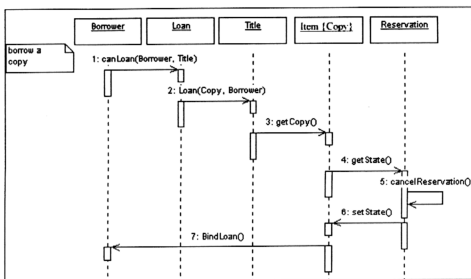 Borrower
Loan
Title
Item {Copy}
Reservation
borrow a
copy
1: canLoan(Borrower, Title)
2: Loan(Copy, Borrower)
3: getCopy()
4: getState()
5: cancelReservation()
6: setState()
7: BindLoan()